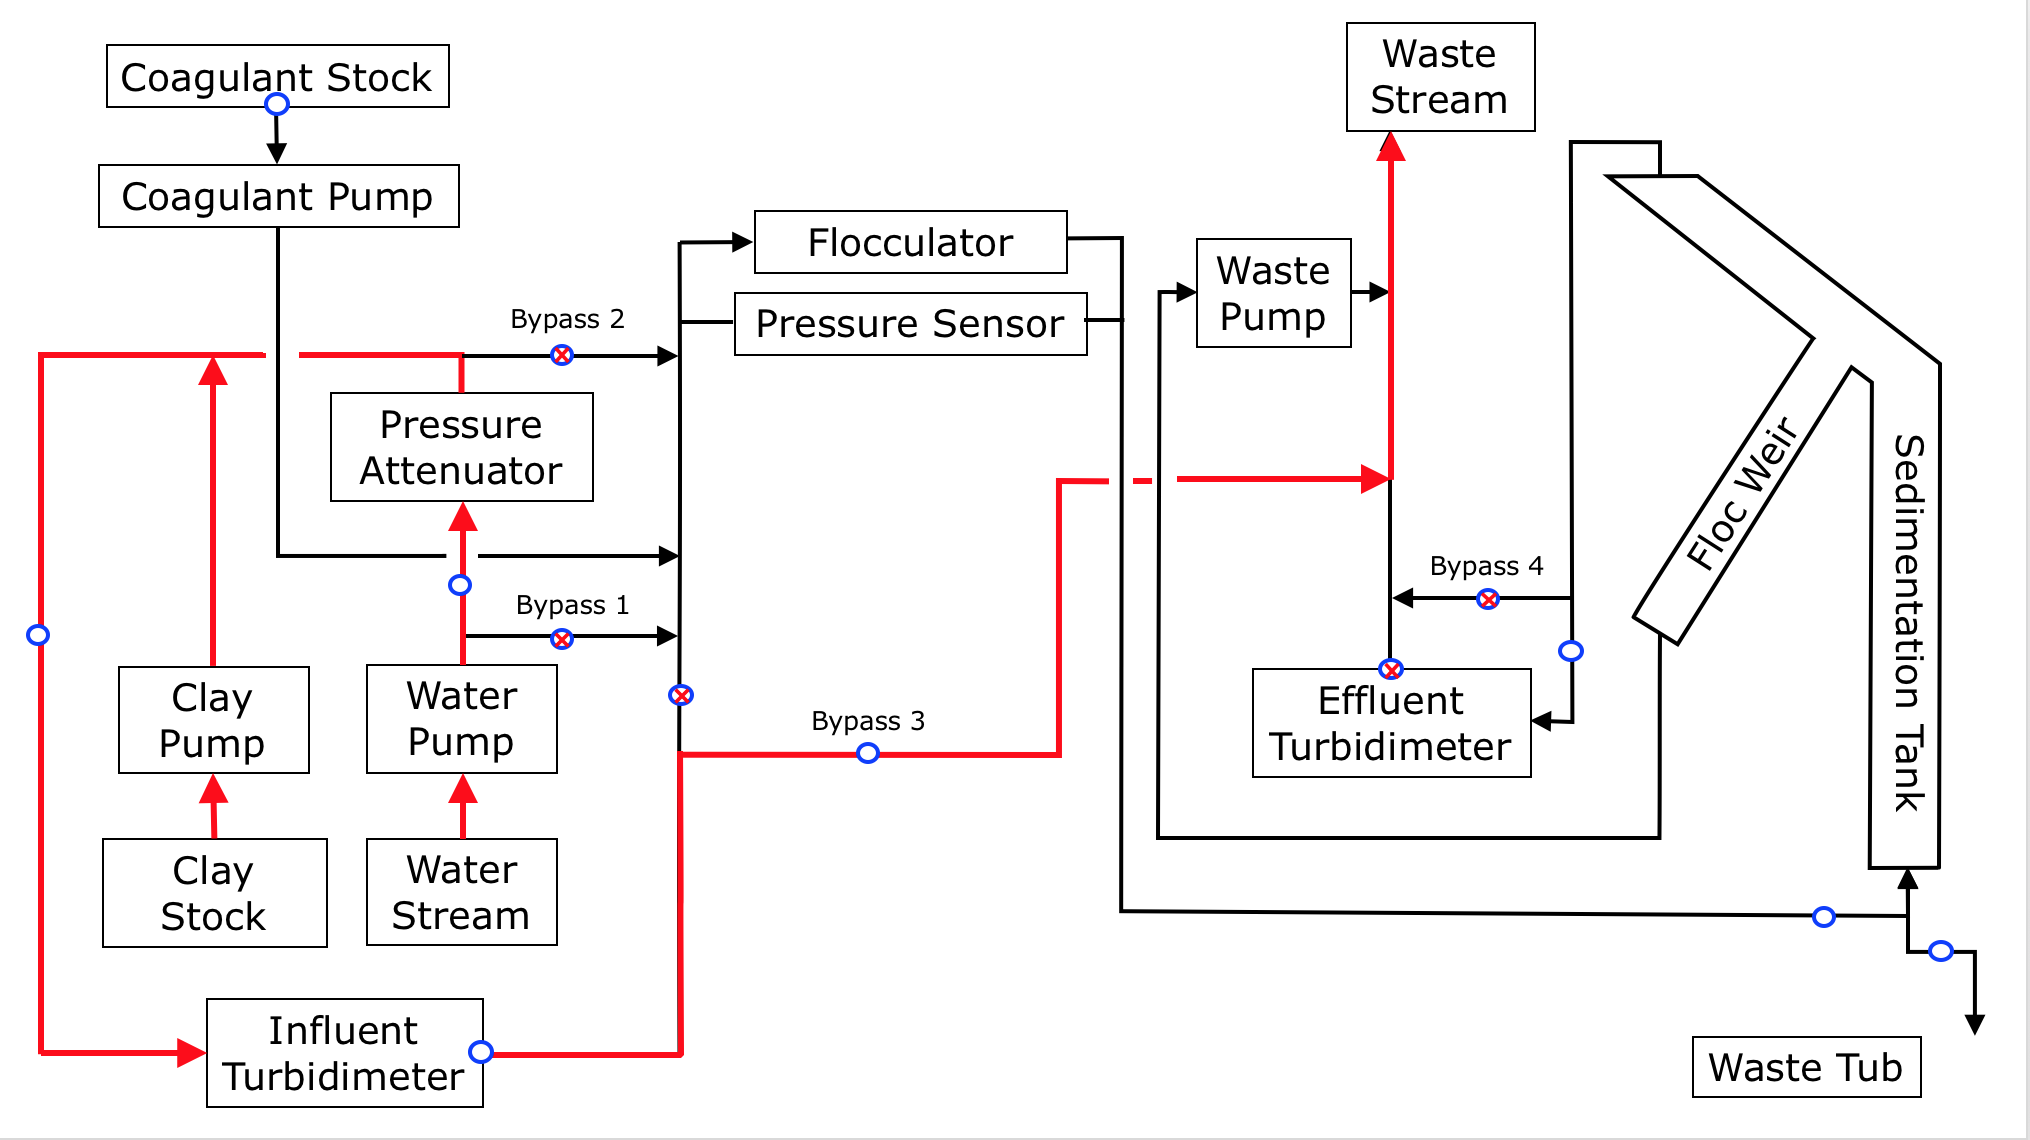 Coagulant Stock
Coagulant Pump
Waste
Stream
Flocculator
Pressure Sensor
Waste
Pump
Bypass 2
Pressure
Attenuator
Floc Weir
Sedimentation Tank
Bypass 4
Bypass 1
Clay
Pump
Water
Pump
Bypass 3
Effluent
Turbidimeter
Clay
Stock
Water
Stream
Influent
Turbidimeter
Waste Tub